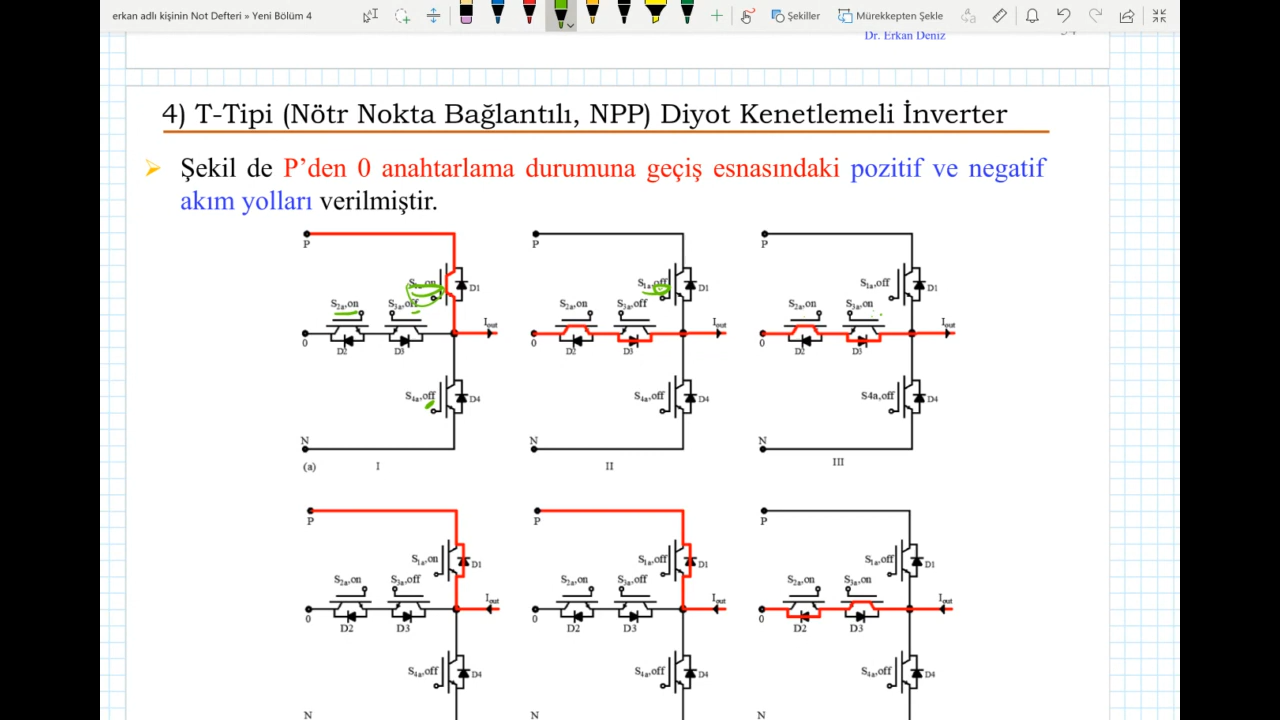 erkan adlı kişinin Not Defteri » Yeni Bölüm 4
Şekiller
Mürekkepten Şekle
Dr. Erkan Deniz
4) T-Tipi (Nötr Nokta Bağlantılı, NPP) Diyot Kenetlemeli İnverter
Şekil de P’den 0 anahtarlama durumuna geçiş esnasındaki pozitif ve negatif
akım yolları verilmiştir.
P P P
S1a,off S1a,off
D1 D1 D1
S2a,on S3a,off S2a,on S3a,off S2a,on S3a,on
Iout Iout Iout
0 0 0
D2 D3 D2 D3 D2 D3
S4a,off S4a,off S4a,off
D4 D4 D4
N N N
(a) I II III
P P P
S1a,on S1a,off S1a,off
D1 D1 D1
S2a,on S3a,off S2a,on S3a,off S2a,on S3a,on
Iout Iout Iout
0 0 0
D2 D3 D2 D3 D2 D3
S4a,off S4a,off S4a,off
D4 D4 D4
N N N